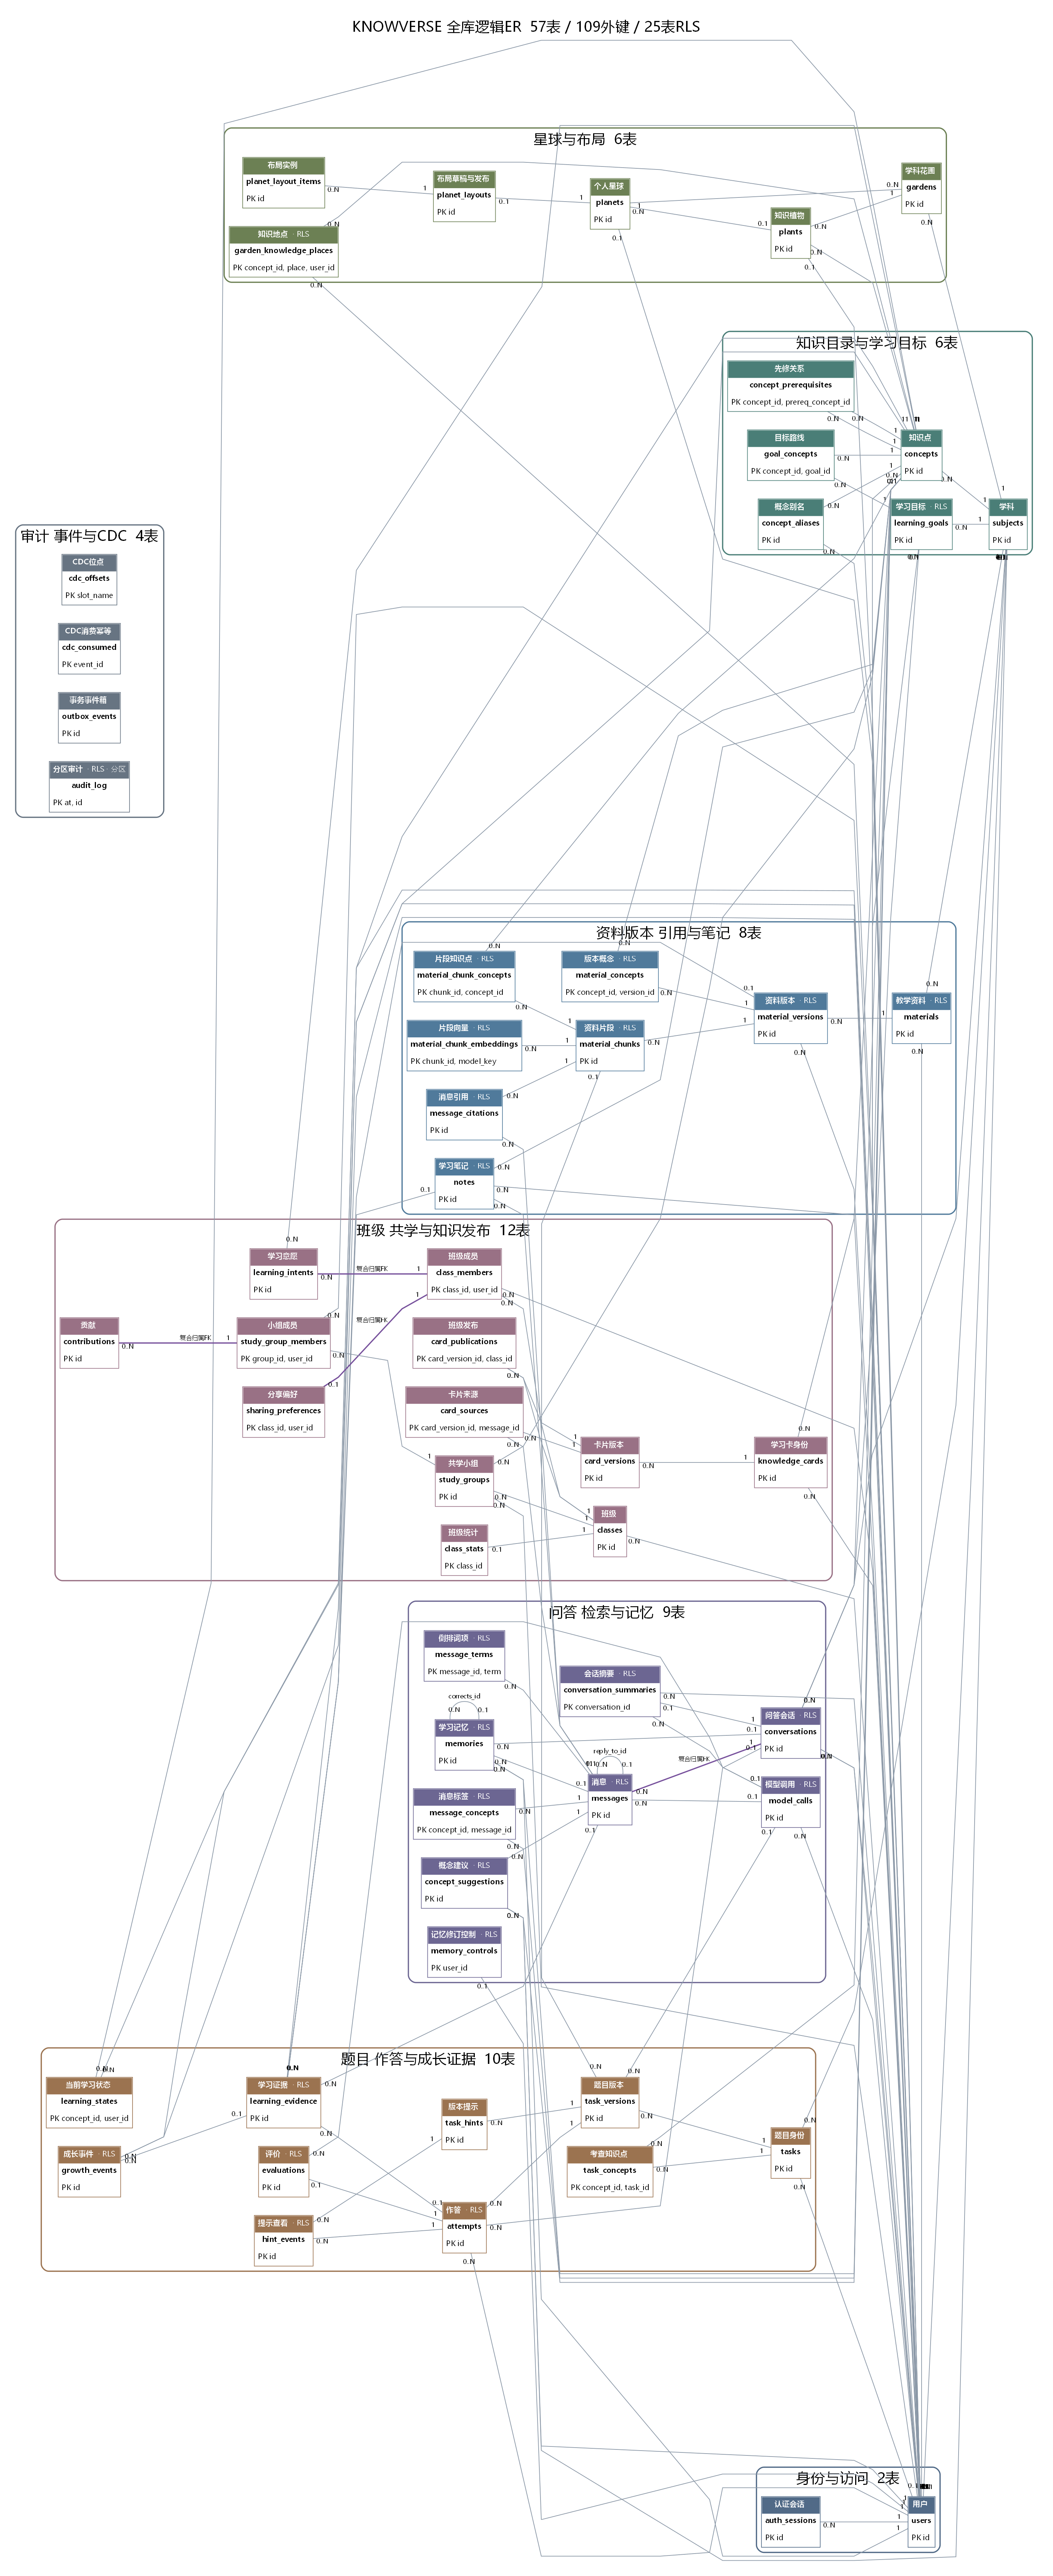 KNOWVERSE 全库逻辑ER 57表 / 109外键 / 25表RLS
星球与布局 6表
布局实例
planet_layout_items
PK id
布局草稿与发布
planet_layouts
PK id
个人星球
planets
PK id
学科花圃
gardens
PK id
知识植物
plants
PK id
知识地点 · RLS
garden_knowledge_places
PK concept_id, place, user_id
知识目录与学习目标 6表
先修关系
concept_prerequisites
PK concept_id, prereq_concept_id
目标路线
goal_concepts
PK concept_id, goal_id
知识点
concepts
PK id
概念别名
concept_aliases
PK id
学习目标 · RLS
learning_goals
PK id
学科
subjects
PK id
审计 事件与CDC 4表
CDC位点
cdc_offsets
PK slot_name
CDC消费幂等
cdc_consumed
PK event_id
事务事件箱
outbox_events
PK id
分区审计 · RLS · 分区
audit_log
PK at, id
资料版本 引用与笔记 8表
片段知识点 · RLS
material_chunk_concepts
PK chunk_id, concept_id
版本概念 · RLS
material_concepts
PK concept_id, version_id
资料版本 · RLS
material_versions
PK id
教学资料 · RLS
materials
PK id
片段向量 · RLS
material_chunk_embeddings
PK chunk_id, model_key
资料片段 · RLS
material_chunks
PK id
消息引用 · RLS
message_citations
PK id
学习笔记 · RLS
notes
PK id
班级 共学与知识发布 12表
学习意愿
learning_intents
PK id
复合归属FK
班级成员
class_members
PK class_id, user_id
贡献
contributions
PK id
复合归属FK
小组成员
study_group_members
PK group_id, user_id
复合归属FK
班级发布
card_publications
PK card_version_id, class_id
分享偏好
sharing_preferences
PK class_id, user_id
卡片来源
card_sources
PK card_version_id, message_id
共学小组
study_groups
PK id
卡片版本
card_versions
PK id
学习卡身份
knowledge_cards
PK id
班级统计
class_stats
PK class_id
班级
classes
PK id
问答 检索与记忆 9表
倒排词项 · RLS
message_terms
PK message_id, term
会话摘要 · RLS
conversation_summaries
PK conversation_id
corrects_id
学习记忆 · RLS
memories
PK id
问答会话 · RLS
conversations
PK id
reply_to_id
复合归属FK
消息 · RLS
messages
PK id
模型调用 · RLS
model_calls
PK id
消息标签 · RLS
message_concepts
PK concept_id, message_id
概念建议 · RLS
concept_suggestions
PK id
记忆修订控制 · RLS
memory_controls
PK user_id
题目 作答与成长证据 10表
当前学习状态
learning_states
PK concept_id, user_id
学习证据 · RLS
learning_evidence
PK id
版本提示
task_hints
PK id
题目版本
task_versions
PK id
题目身份
tasks
PK id
成长事件 · RLS
growth_events
PK id
评价 · RLS
evaluations
PK id
考查知识点
task_concepts
PK concept_id, task_id
提示查看 · RLS
hint_events
PK id
作答 · RLS
attempts
PK id
身份与访问 2表
认证会话
auth_sessions
PK id
用户
users
PK id